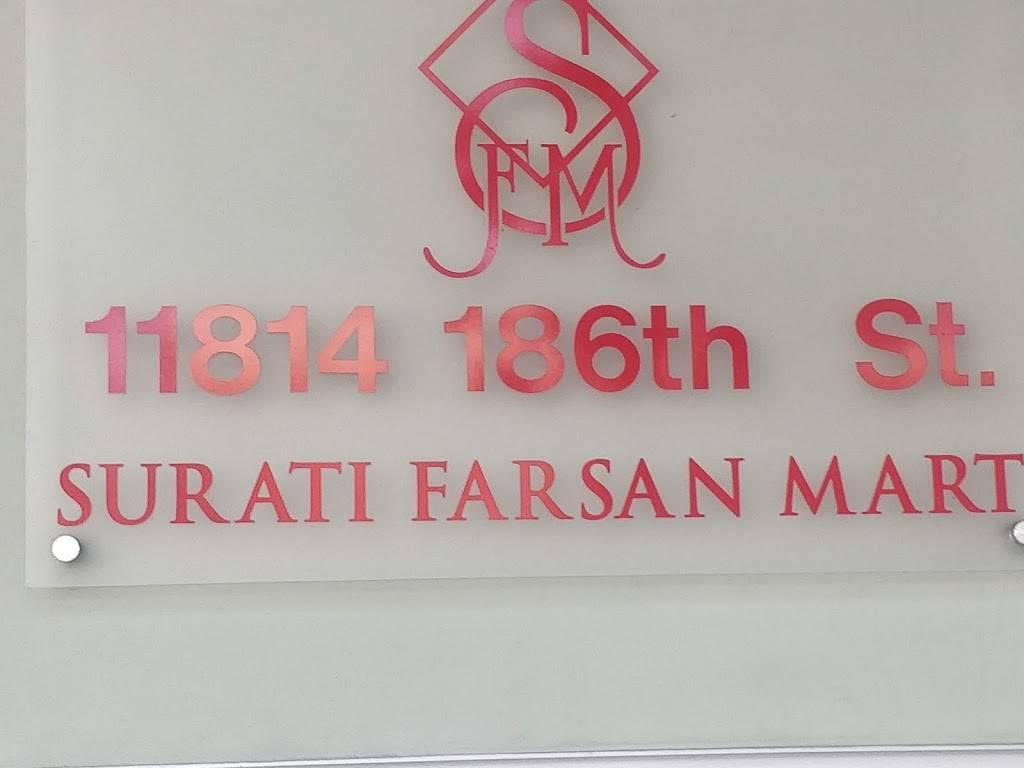 SFM
11814 186th St.
SURATI FARSAN MART